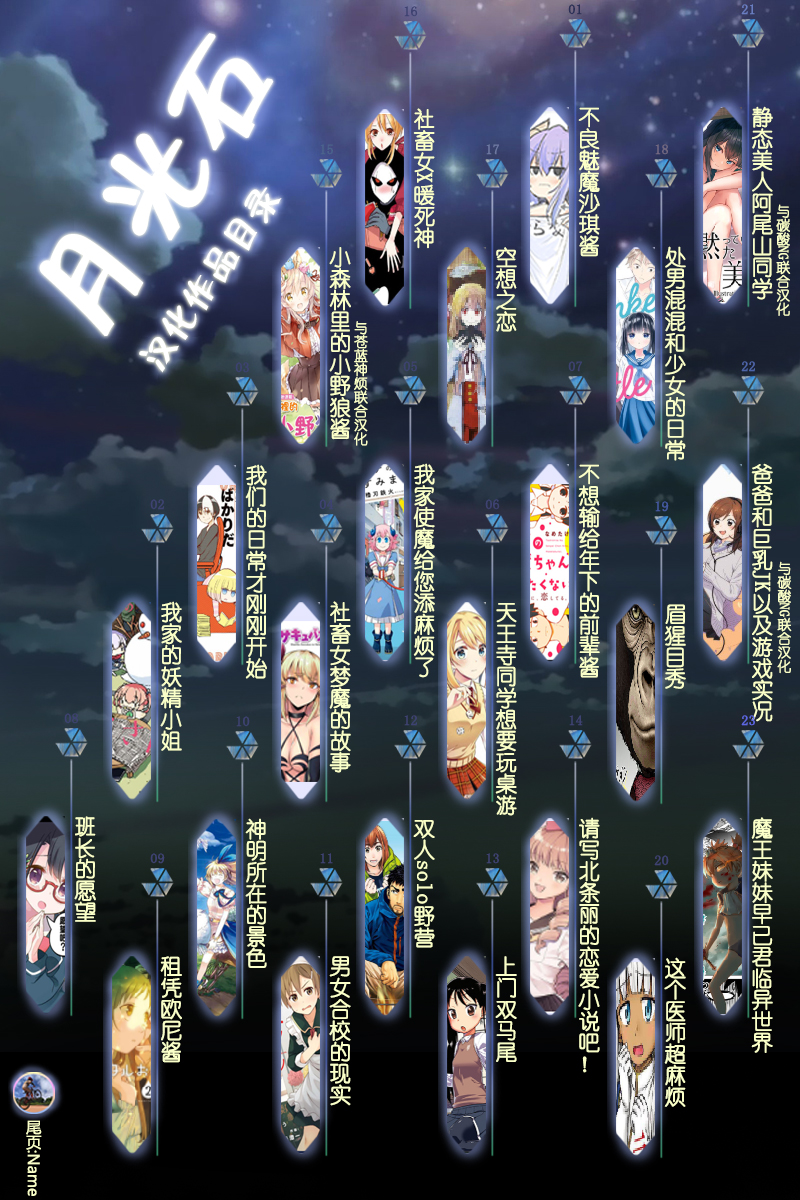 月光石
汉化作品目录
16
社畜女X暖死神
01
不良魅魔沙琪酱
21
静态美人阿尾山同学
与碳酸NG联合汉化
15
小森林里的小野狼酱
与苍蓝神烦联合汉化
17
空想之恋
18
处男混混和少女的日常
我们的日常才刚刚开始
05
我家使魔给您添麻烦了
07
不想输给年下的前辈酱
22
爸爸和巨乳JK以及游戏实况
与碳酸NG联合汉化
02
我家的妖精小姐
社畜女梦魔的故事
06
天王寺同学想要玩桌游
19
眉猩目秀
班长的愿望
10
神明所在的景色
12
双人solo野营
14
请写北条丽的恋爱小说吧!
23
魔王妹妹早已君临异世界
09
租凭欧尼酱
11
男女合校的现实
13
上门双马尾
20
这个医师超麻烦
尾页:Name
ばかりだ
サキュバ